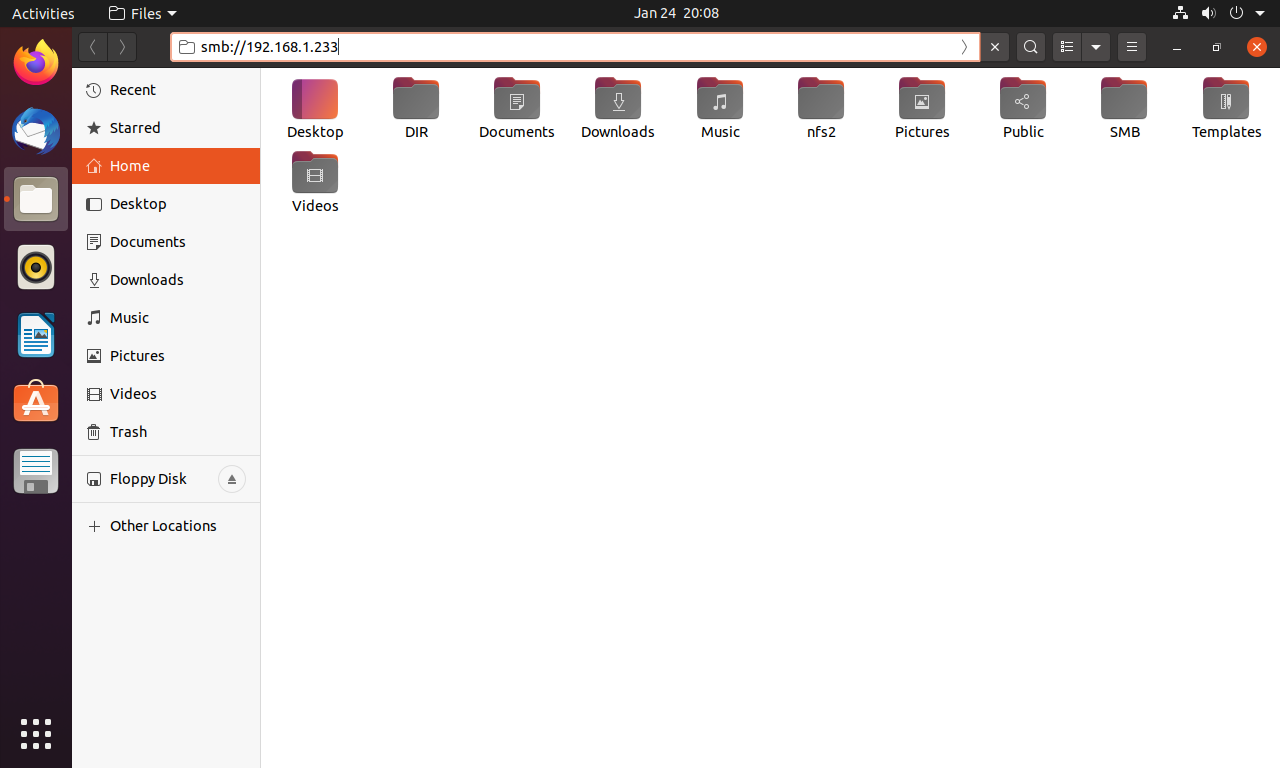 Activities
Files
Jan 24 20:08
smb://192.168.1.233
Recent
Starred
Home
Desktop
Documents
Downloads
Music
Pictures
Videos
Trash
Floppy Disk
Other Locations
Desktop
DIR
Documents
Downloads
Music
nfs2
Pictures
Public
SMB
Templates
Videos